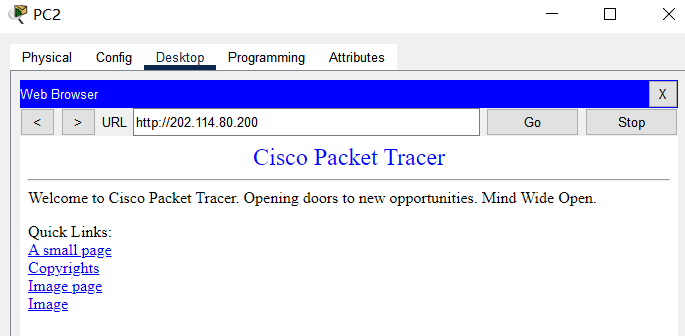 PC2
Physical Config Desktop Programming Attributes
Web Browser X
< > URL http://202.114.80.200 Go Stop
Cisco Packet Tracer
Welcome to Cisco Packet Tracer. Opening doors to new opportunities. Mind Wide Open.
Quick Links:
A small page
Copyrights
Image page
Image